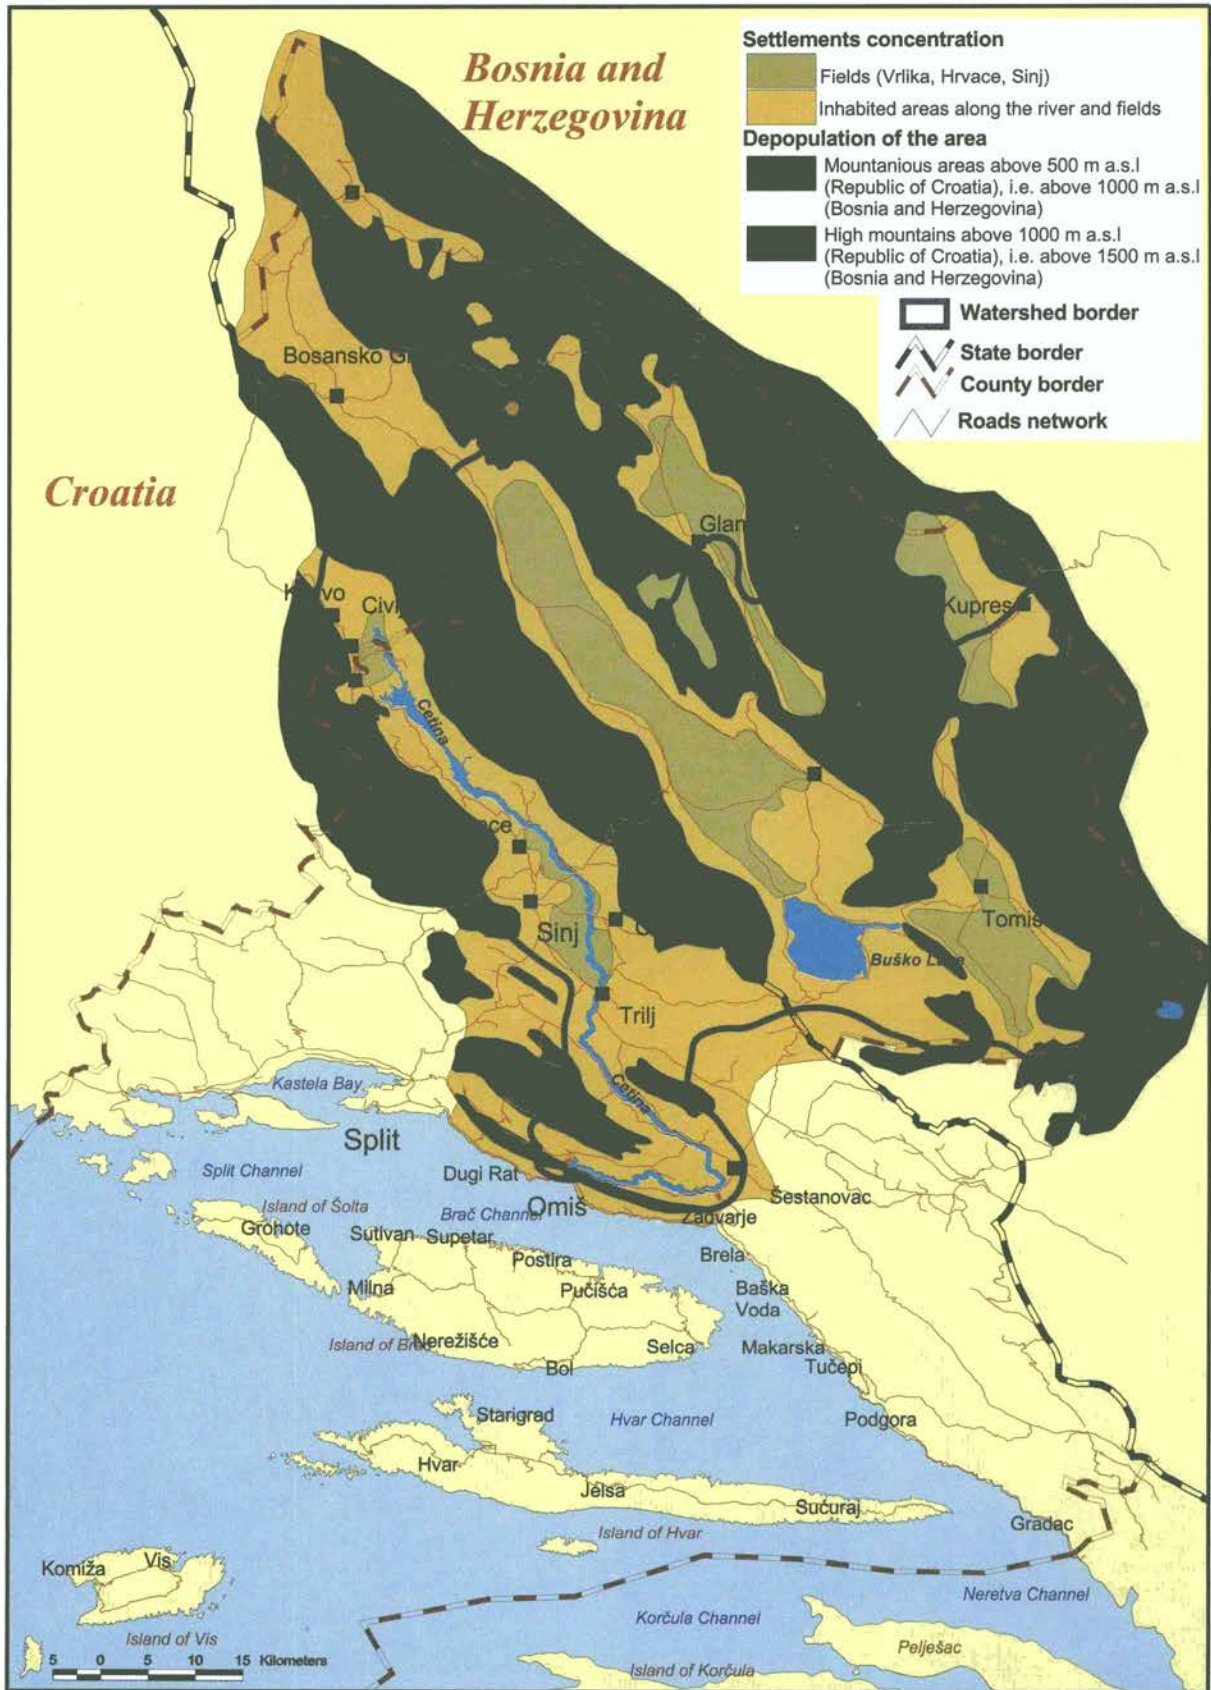 Bosnia and
Herzegovina
Settlements concentration
Fields (Vrlika, Hrvace, Sinj)
Inhabited areas along the river and fields
Depopulation of the area
Mountanious areas above 500 m a.s.l
(Republic of Croatia), i.e. above 1000 m a.s.l
(Bosnia and Herzegovina)
High mountains above 1000 m a.s.l
(Republic of Croatia), i.e. above 1500 m a.s.l
(Bosnia and Herzegovina)
Watershed border
State border
County border
Roads network
Bosansko
Croatia
Kupres
Cetina
Sinj
Trilj
Buško
Cetina
Kastela Bay
Split
Split Channel
Dugi Rat
Omiš
Šestanovac
Zadvarje
Island of Šolta
Grohote
Brač Channel
Sutivan
Supetar
Postira
Pučišća
Brela
Baška
Voda
Milna
Island of
Nerežišće
Selca
Bol
Makarska
Tučepi
Starigrad
Hvar Channel
Podgora
Hvar
Jelsa
Sućuraj
Island of Hvar
Gradac
Komiža
Vis
Neretva Channel
Korčula Channel
Island of Vis
Pelješac
Island of Korčula
5 0 5 10 15 Kilometers